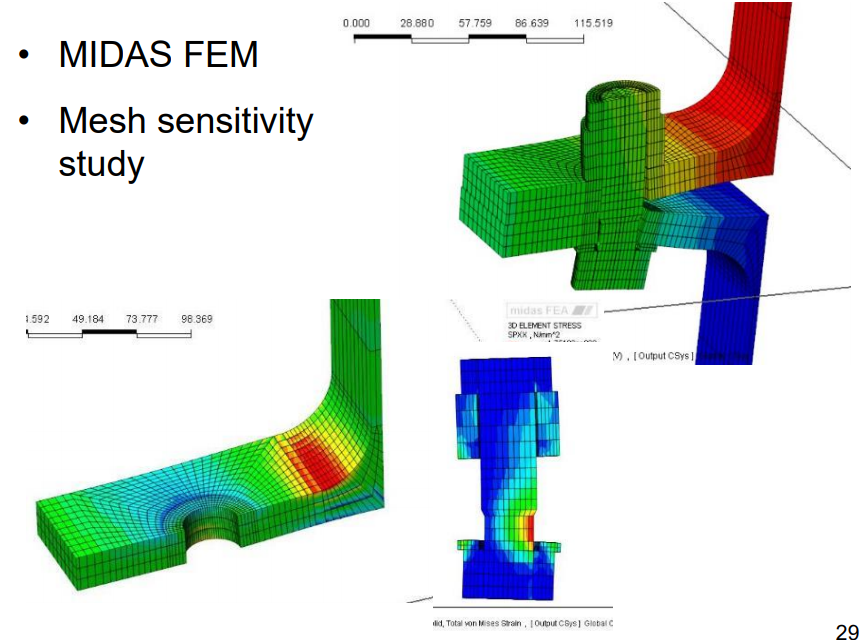 • MIDAS FEM
• Mesh sensitivity
study
0.000 28.880 57.759 86.639 115.519
49.184 73.777 98.369
midas FEA
3D ELEMENT STRESS
SPXX , N/mm^2
, [ Output CSys ]
Total von Mises Strain , [ Output CSys ] Global
29